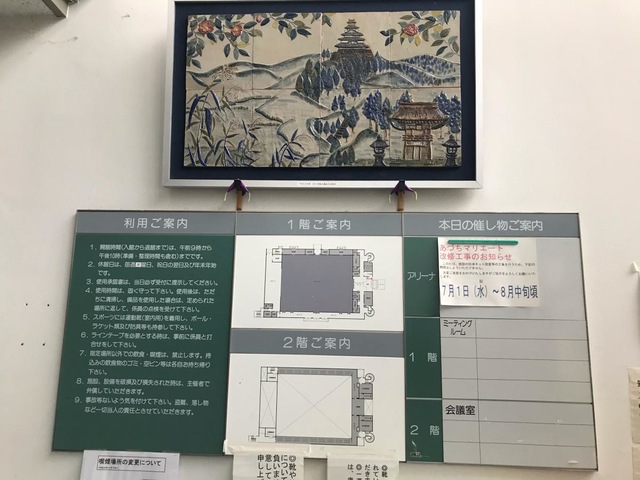 利用ご案内
1、開館時間(入館から退館まで)は、午前9時から
午後10時(準備・整理時間も含む)までです。
2、休館日は、毎週 曜日、祝日の翌日及び年末年始
です。
3、使用承認書は、当日必ず受付に提示してください。
4、使用時間は、固く守って下さい。使用後は、ただ
ちに清掃し、備品を使用した場合は、定められた
場所に返して、係員の点検を受けて下さい。
5、スポーツには運動靴(室内用)を着用し、ボール・
ラケット類及び防具等も持参して下さい。
6、ラインテープを必要とする時は、事前に係員と打
合せをして下さい。
7、指定場所以外での飲食・喫煙は、禁止します。持
込みの飲食物のゴミ・空ビン等は各自お持ち帰り
下さい。
8、施設、設備を破損及び損失された時は、主催者で
弁償していただきます。
9、事故等ないよう気を付けて下さい。盗難、落し物
など一切当人の責任とさせていただきます。
1階ご案内
2階ご案内
本日の催し物ご案内
アリーナ
あづちマリエート
改修工事のお知らせ
7月1日(水)~8月中旬頃
ミーティング
ルーム
1階
会議室
2階
喫煙場所の変更について